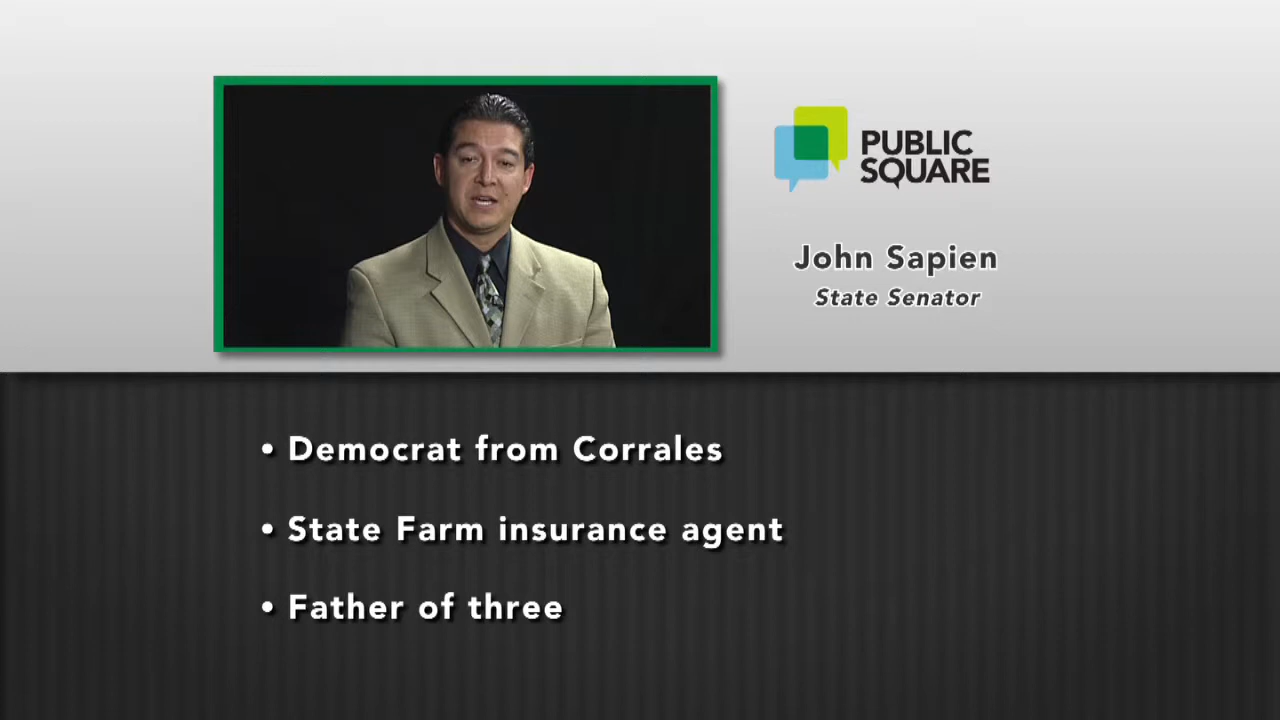 PUBLIC
SQUARE
John Sapien
State Senator
• Democrat from Corrales
• State Farm insurance agent
• Father of three